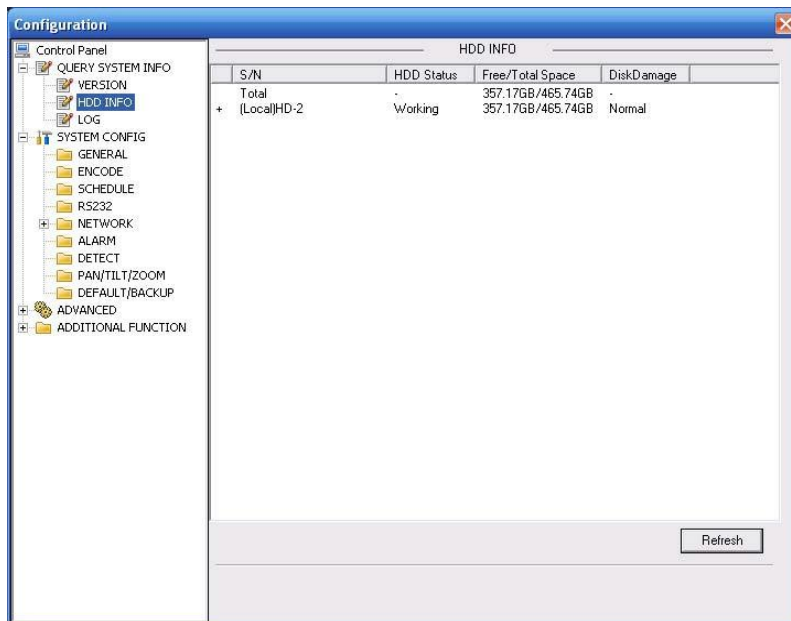 Configuration
Control Panel
QUERY SYSTEM INFO
VERSION
HDD INFO
LOG
SYSTEM CONFIG
GENERAL
ENCODE
SCHEDULE
RS232
NETWORK
ALARM
DETECT
PAN/TILT/ZOOM
DEFAULT/BACKUP
ADVANCED
ADDITIONAL FUNCTION
HDD INFO
S/N HDD Status Free/Total Space DiskDamage
Total - 357.17GB/465.74GB -
+ (Local)HD-2 Working 357.17GB/465.74GB Normal
Refresh